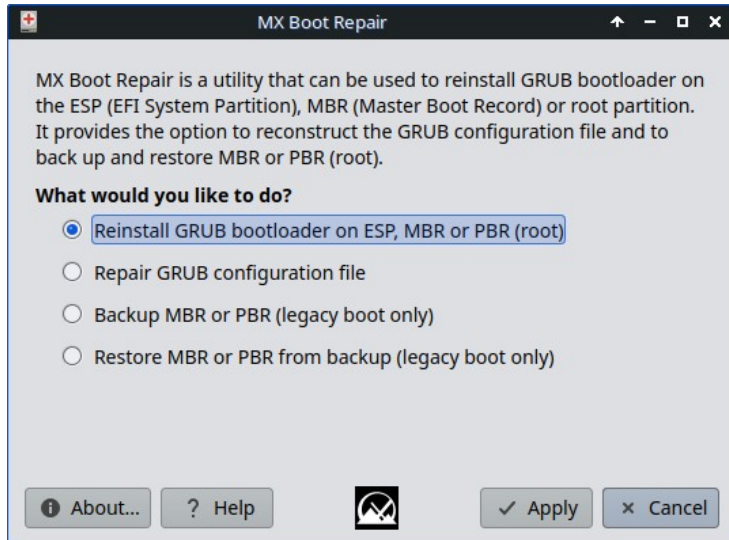 MX Boot Repair
MX Boot Repair is a utility that can be used to reinstall GRUB bootloader on
the ESP (EFI System Partition), MBR (Master Boot Record) or root partition.
It provides the option to reconstruct the GRUB configuration file and to
back up and restore MBR or PBR (root).
What would you like to do?
Reinstall GRUB bootloader on ESP, MBR or PBR (root)
Repair GRUB configuration file
Backup MBR or PBR (legacy boot only)
Restore MBR or PBR from backup (legacy boot only)
About...
? Help
Apply
Cancel